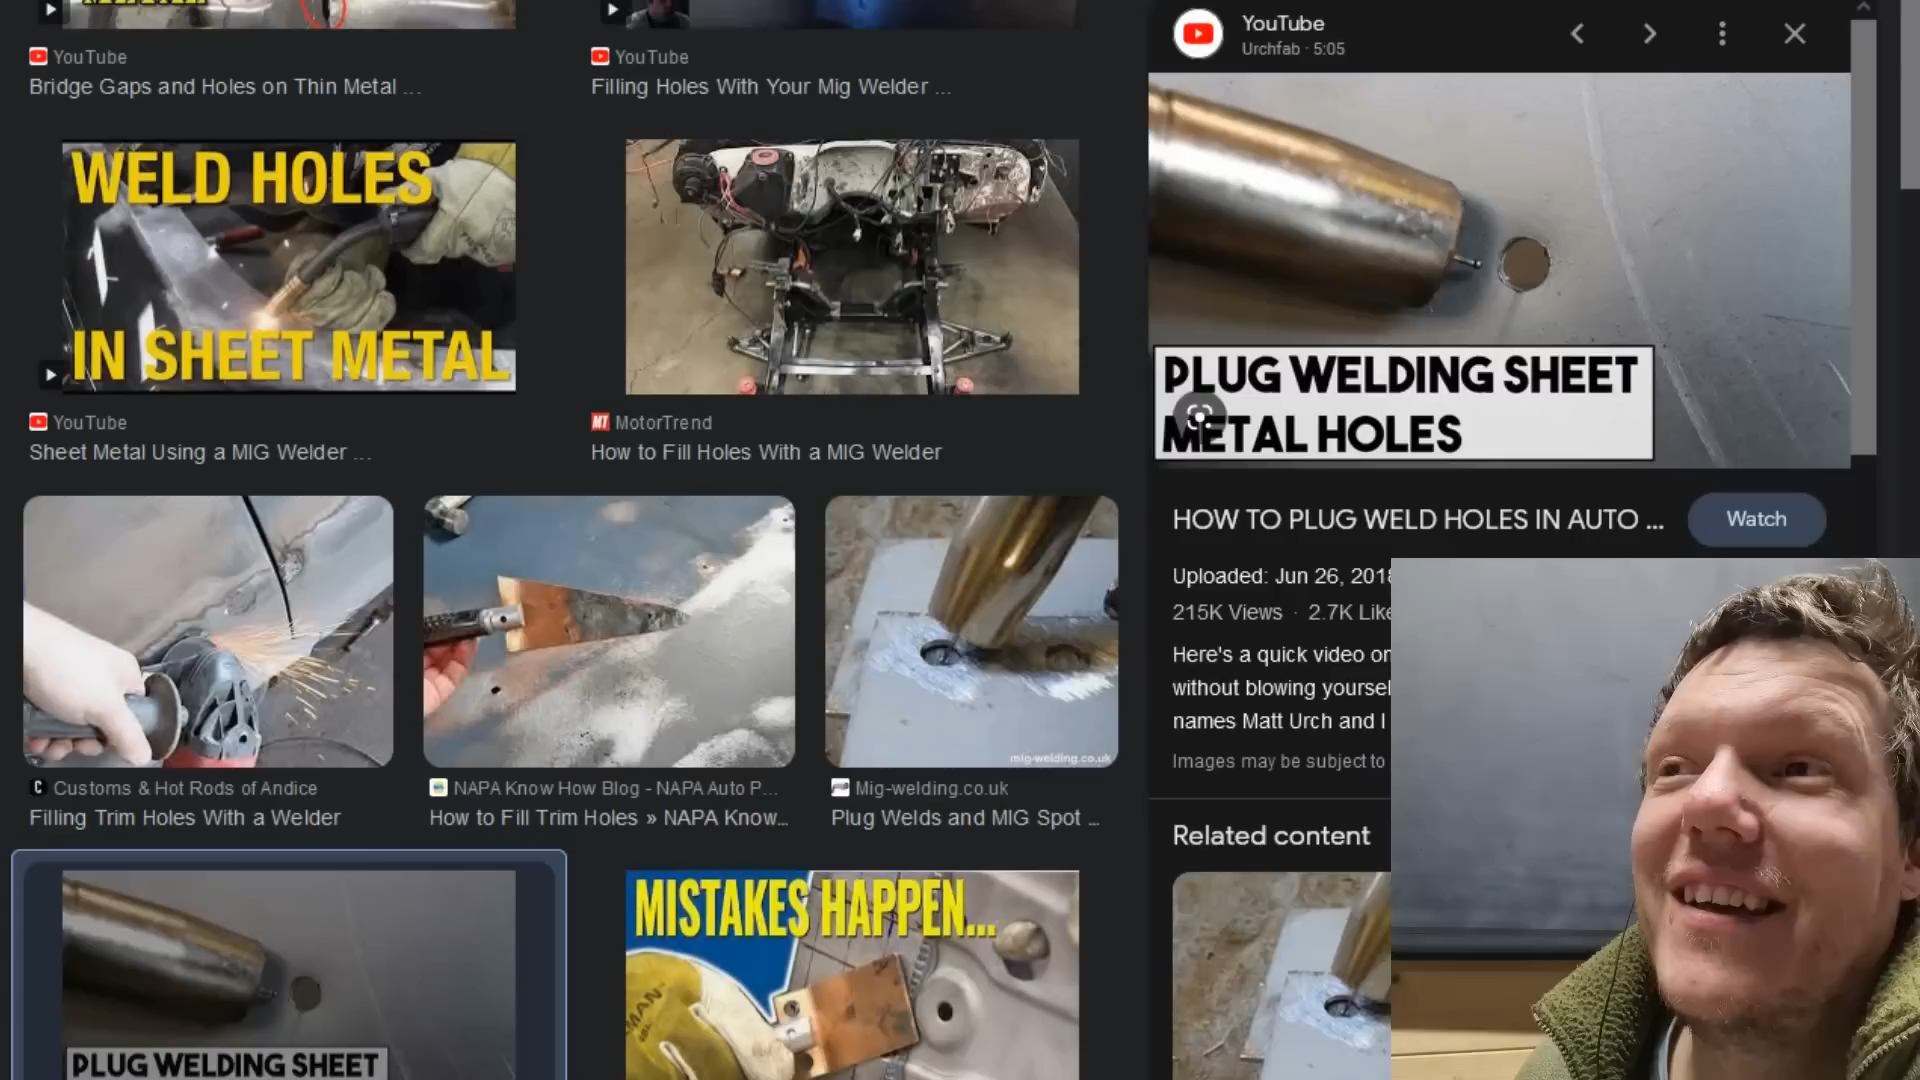 YouTube
Bridge Gaps and Holes on Thin Metal ...
YouTube
Filling Holes With Your Mig Welder ...
WELD HOLES
IN SHEET METAL
YouTube
Sheet Metal Using a MIG Welder ...
MT MotorTrend
How to Fill Holes With a MIG Welder
C Customs & Hot Rods of Andice
Filling Trim Holes With a Welder
NAPA Know How Blog - NAPA Auto P...
How to Fill Trim Holes » NAPA Know...
mig-welding.co.uk
Mig-welding.co.uk
Plug Welds and MIG Spot ...
PLUG WELDING SHEET
MISTAKES HAPPEN...
YouTube
Urchfab · 5:05
PLUG WELDING SHEET
METAL HOLES
HOW TO PLUG WELD HOLES IN AUTO ...
Watch
Uploaded: Jun 26, 2018
215K Views · 2.7K Like
Here's a quick video on
without blowing yoursel
names Matt Urch and I
Images may be subject to
Related content